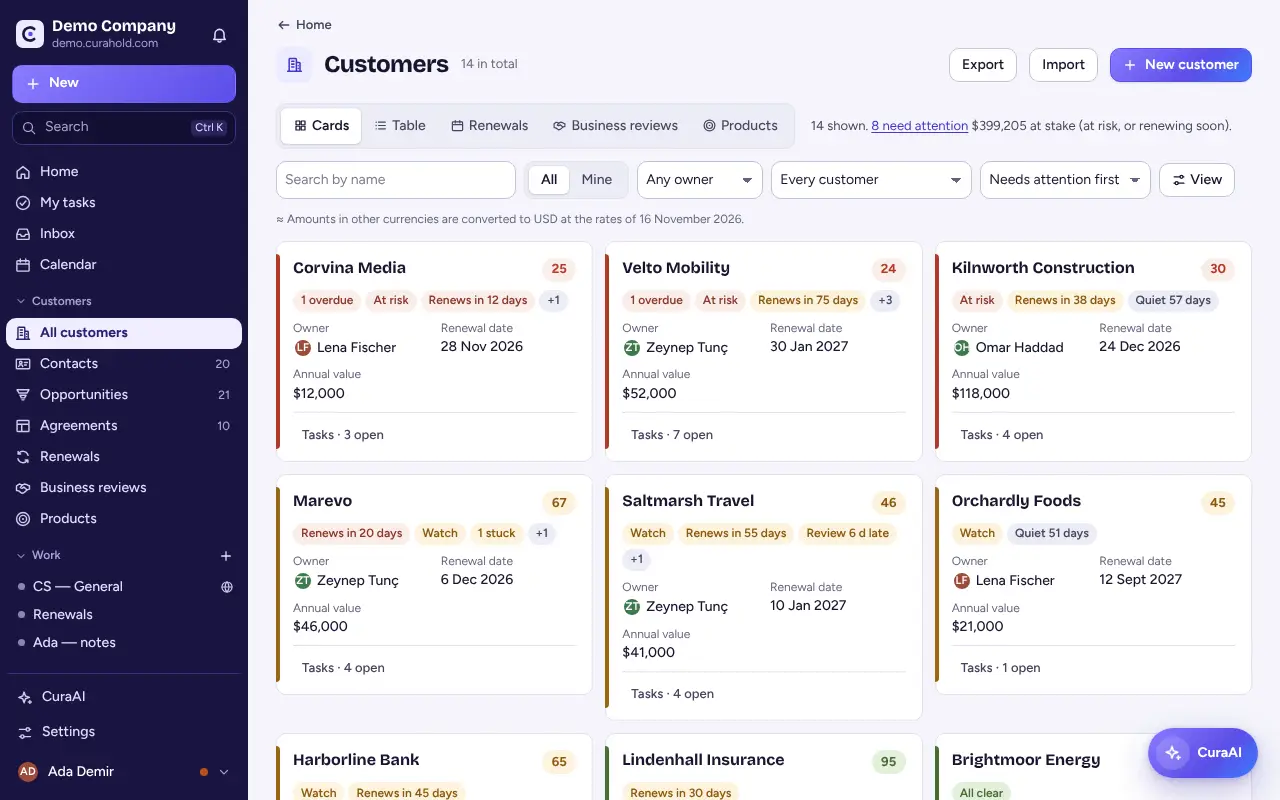 Demo Company
demo.curahold.com
New
Search Ctrl K
Home
My tasks
Inbox
Calendar
Customers
All customers
Contacts 20
Opportunities 21
Agreements 10
Renewals
Business reviews
Products
Work
CS — General
Renewals
Ada — notes
CuraAI
Settings
AD Ada Demir
Home
Customers 14 in total
Export Import New customer
Cards Table Renewals Business reviews Products
14 shown. 8 need attention $399,205 at stake (at risk, or renewing soon).
Search by name All Mine Any owner Every customer Needs attention first View
≈ Amounts in other currencies are converted to USD at the rates of 16 November 2026.
Corvina Media 25
1 overdue At risk Renews in 12 days +1
Owner Renewal date
LF Lena Fischer 28 Nov 2026
Annual value
$12,000
Tasks · 3 open
Velto Mobility 24
1 overdue At risk Renews in 75 days +3
Owner Renewal date
ZT Zeynep Tunç 30 Jan 2027
Annual value
$52,000
Tasks · 7 open
Kilnworth Construction 30
At risk Renews in 38 days Quiet 57 days
Owner Renewal date
OH Omar Haddad 24 Dec 2026
Annual value
$118,000
Tasks · 4 open
Marevo 67
Renews in 20 days Watch 1 stuck +1
Owner Renewal date
ZT Zeynep Tunç 6 Dec 2026
Annual value
$46,000
Tasks · 4 open
Saltmarsh Travel 46
Watch Renews in 55 days Review 6 d late
+1
Owner Renewal date
ZT Zeynep Tunç 10 Jan 2027
Annual value
$41,000
Tasks · 4 open
Orchardly Foods 45
Watch Quiet 51 days
Owner Renewal date
LF Lena Fischer 12 Sept 2027
Annual value
$21,000
Tasks · 1 open
Harborline Bank 65
Watch Renews in 45 days
Lindenhall Insurance 95
Renews in 30 days
Brightmoor Energy
All clear
CuraAI